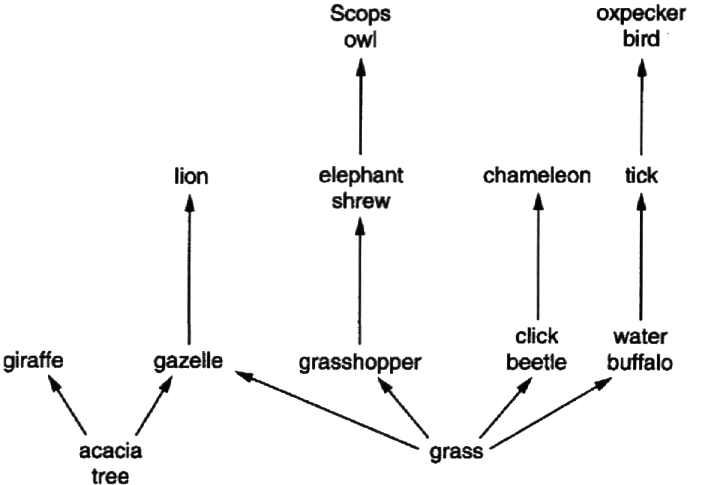 Scops
owl
oxpecker
bird
lion
elephant
shrew
chameleon
tick
giraffe
gazelle
grasshopper
click
beetle
water
buffalo
acacia
tree
grass